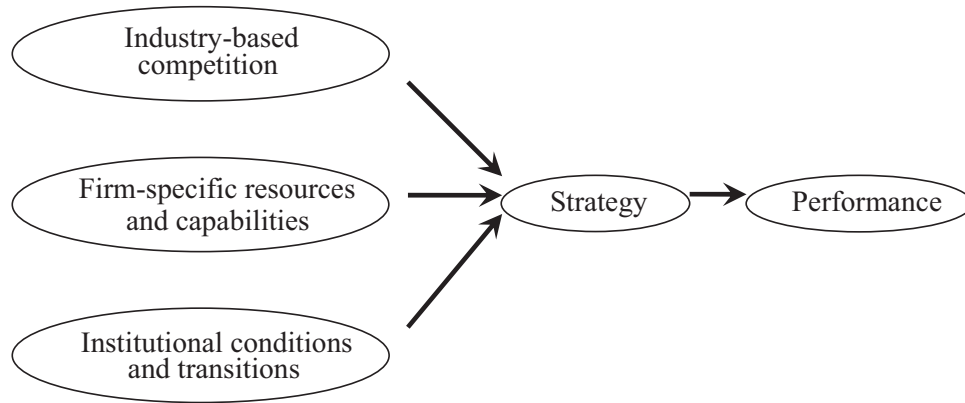 Industry-based
competition
Firm-specific resources
and capabilities
Strategy
Performance
Institutional conditions
and transitions